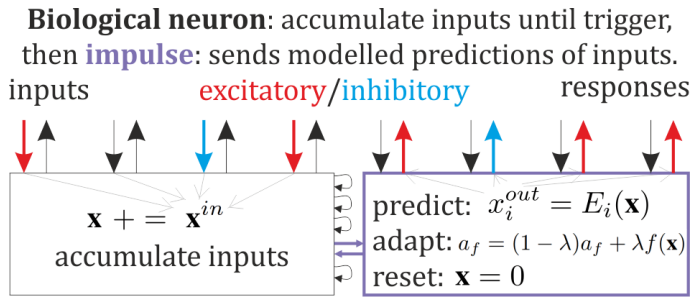 Biological neuron: accumulate inputs until trigger,
then impulse: sends modelled predictions of inputs.
inputs excitatory/inhibitory responses
x += x^{in}
accumulate inputs
predict: x_i^{out} = E_i(x)
adapt: a_f = (1 − λ)a_f + λf(x)
reset: x = 0